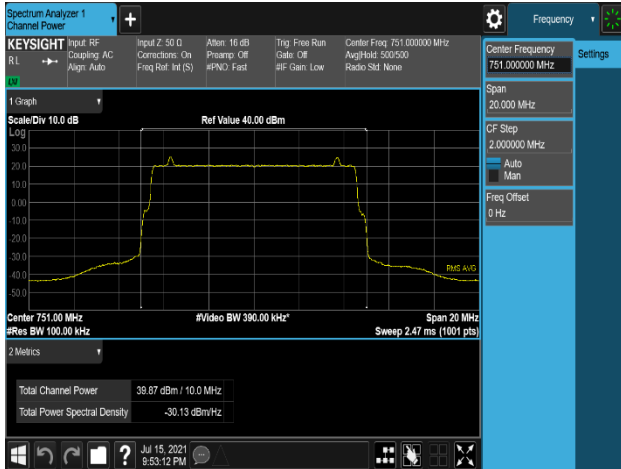 Spectrum Analyzer 1
Channel Power
Frequency
KEYSIGHT
RL
Input: RF
Coupling: AC
Align: Auto
Input Z: 50 Ω
Corrections: On
Freq Ref: Int (S)
Atten: 16 dB
Preamp: Off
#PNO: Fast
Trig: Free Run
Gate: Off
#IF Gain: Low
Center Freq: 751.000000 MHz
Avg|Hold: 500/500
Radio Std: None
Center Frequency
751.000000 MHz
Settings
Span
20.000 MHz
CF Step
2.000000 MHz
Auto
Man
Freq Offset
0 Hz
1 Graph
Scale/Div 10.0 dB
Ref Value 40.00 dBm
Log
30.0
20.0
10.0
0.00
-10.0
-20.0
-30.0
-40.0
-50.0
RMS AVG
Center 751.00 MHz
#Video BW 390.00 kHz*
Span 20 MHz
#Res BW 100.00 kHz
Sweep 2.47 ms (1001 pts)
2 Metrics
Total Channel Power 39.87 dBm / 10.0 MHz
Total Power Spectral Density -30.13 dBm/Hz
?
Jul 15, 2021
9:53:12 PM